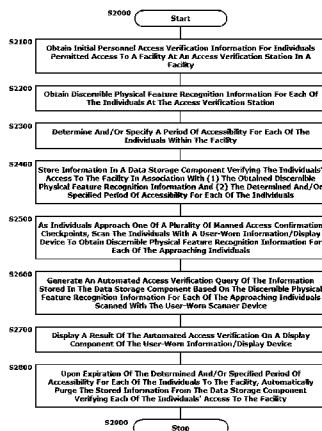 S2000
Start
S2100
Obtain Initial Personnel Access Verification Information For Individuals
Permitted Access To A Facility At An Access Verification Station In A
Facility
S2200
Obtain Discernible Physical Feature Recognition Information For Each Of
The Individuals At The Access Verification Station
S2300
Determine And/Or Specify A Period Of Accessibility For Each Of The
Individuals Within The Facility
S2400
Store Information In A Data Storage Component Verifying The Individuals'
Access To The Facility In Association With (1) The Obtained Discernible
Physical Feature Recognition Information And (2) The Determined And/Or
Specified Period Of Accessibility For Each Of The Individuals
S2500
As Individuals Approach One Of A Plurality Of Manned Access Confirmation
Checkpoints, Scan The Individuals With A User-Worn Information/Display
Device To Obtain Discernible Physical Feature Recognition Information For
Each Of The Approaching Individuals
S2600
Generate An Automated Access Verification Query Of The Information
Stored In The Data Storage Component Based On The Discernible Physical
Feature Recognition Information For Each Of The Approaching Individuals
Scanned With The User-Worn Scanner Device
S2700
Display A Result Of The Automated Access Verification On A Display
Component Of The User-Worn Information/Display Device
S2800
Upon Expiration Of The Determined And/Or Specified Period Of
Accessibility For Each Of The Individuals To The Facility, Automatically
Purge The Stored Information From The Data Storage Component
Verifying Each Of The Individuals' Access To The Facility
S2900
Stop